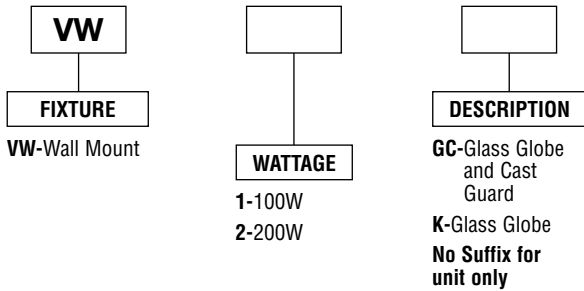 VW
FIXTURE
VW-Wall Mount
WATTAGE
1-100W
2-200W
DESCRIPTION
GC-Glass Globe
and Cast
Guard
K-Glass Globe
No Suffix for
unit only